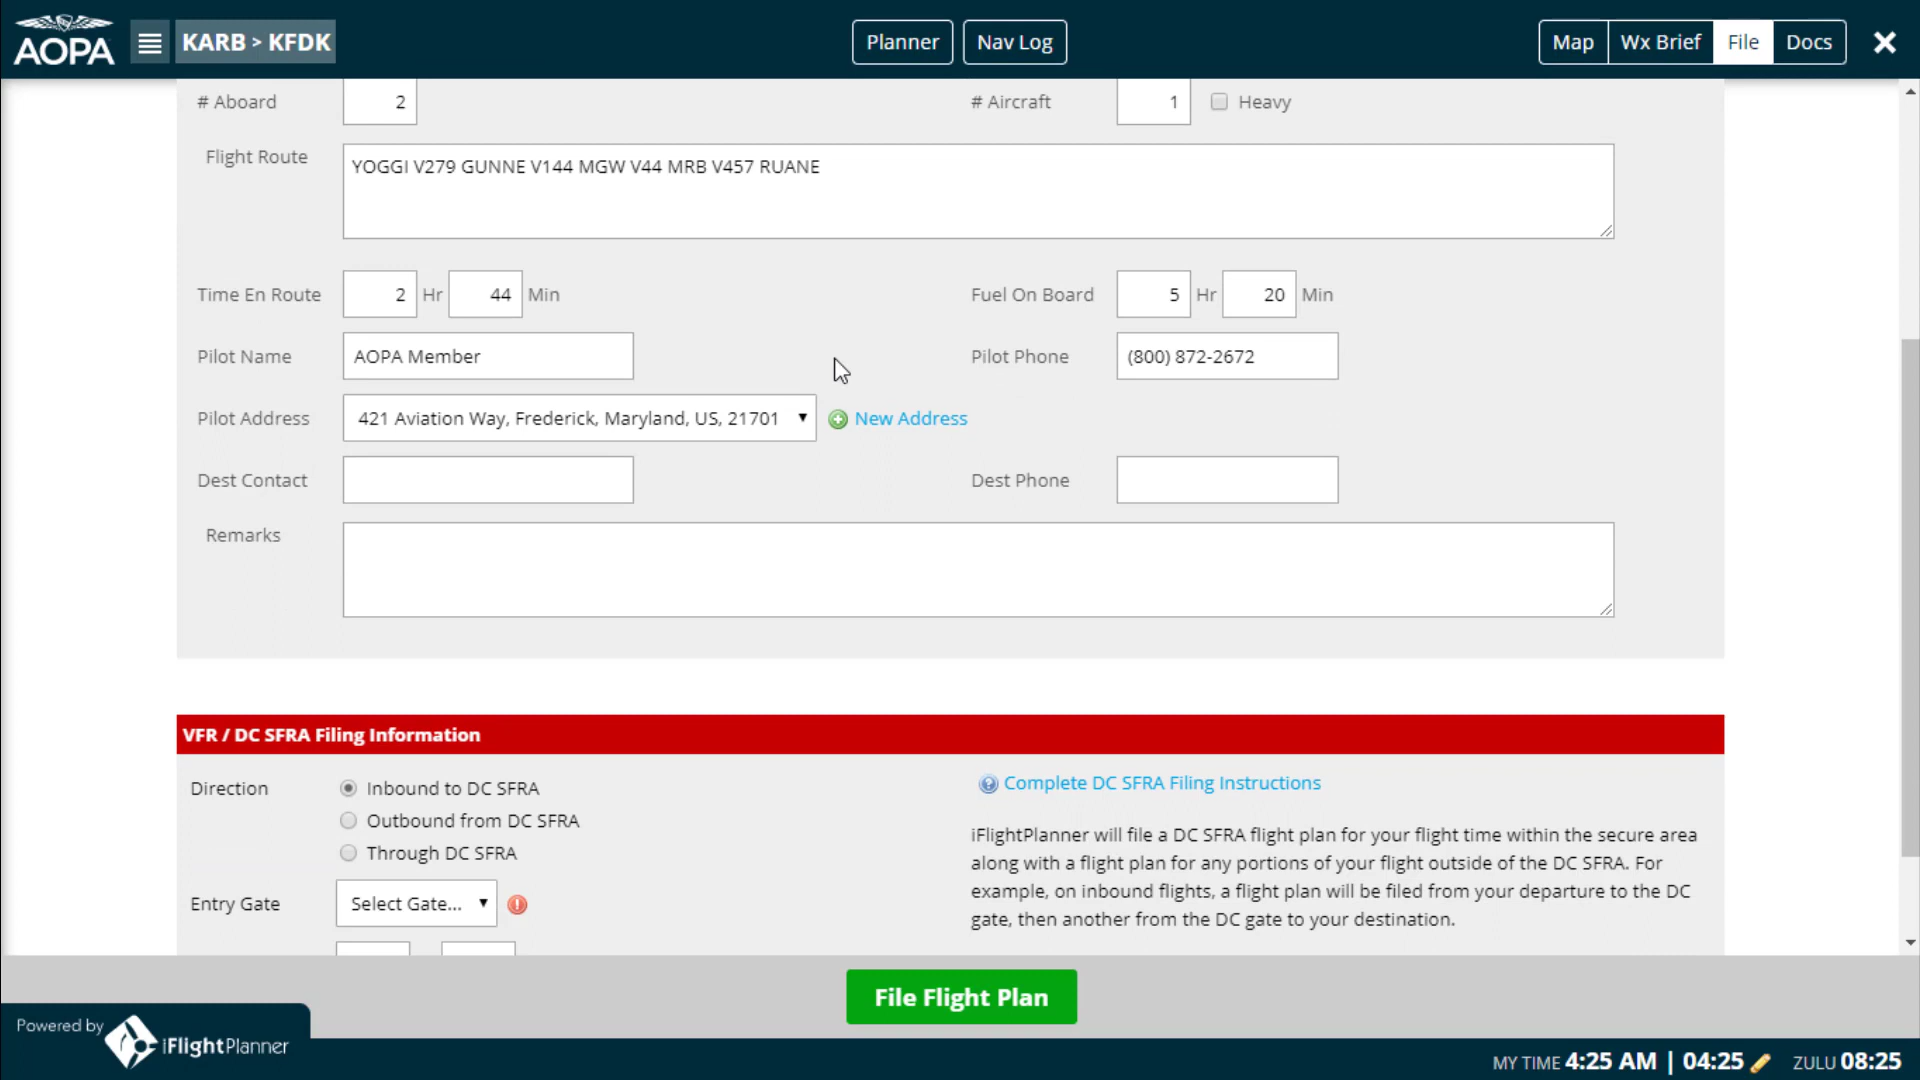 AOPA
KARB > KFDK
Planner
Nav Log
Map
Wx Brief
File
Docs
# Aboard
2
# Aircraft
1
Heavy
Flight Route
YOGGI V279 GUNNE V144 MGW V44 MRB V457 RUANE
Time En Route
2 Hr 44 Min
Fuel On Board
5 Hr 20 Min
Pilot Name
AOPA Member
Pilot Phone
(800) 872-2672
Pilot Address
421 Aviation Way, Frederick, Maryland, US, 21701
New Address
Dest Contact
Dest Phone
Remarks
VFR / DC SFRA Filing Information
Direction
Inbound to DC SFRA
Outbound from DC SFRA
Through DC SFRA
Complete DC SFRA Filing Instructions
iFlightPlanner will file a DC SFRA flight plan for your flight time within the secure area
along with a flight plan for any portions of your flight outside of the DC SFRA. For
example, on inbound flights, a flight plan will be filed from your departure to the DC
gate, then another from the DC gate to your destination.
Entry Gate
Select Gate...
File Flight Plan
Powered by
iFlightPlanner
MY TIME 4:25 AM | 04:25
ZULU 08:25